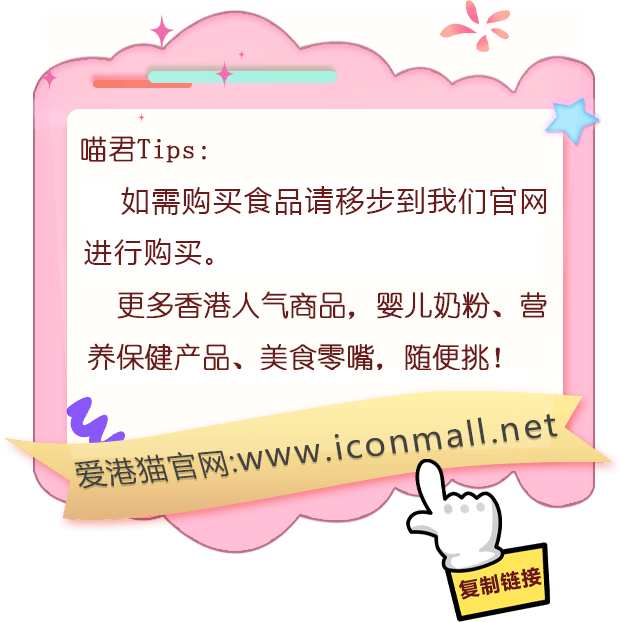 喵君Tips:
如需购买食品请移步到我们官网
进行购买。
更多香港人气商品，婴儿奶粉、营
养保健产品、美食零嘴，随便挑！
爱港猫官网:www.iconmall.net
复制链接